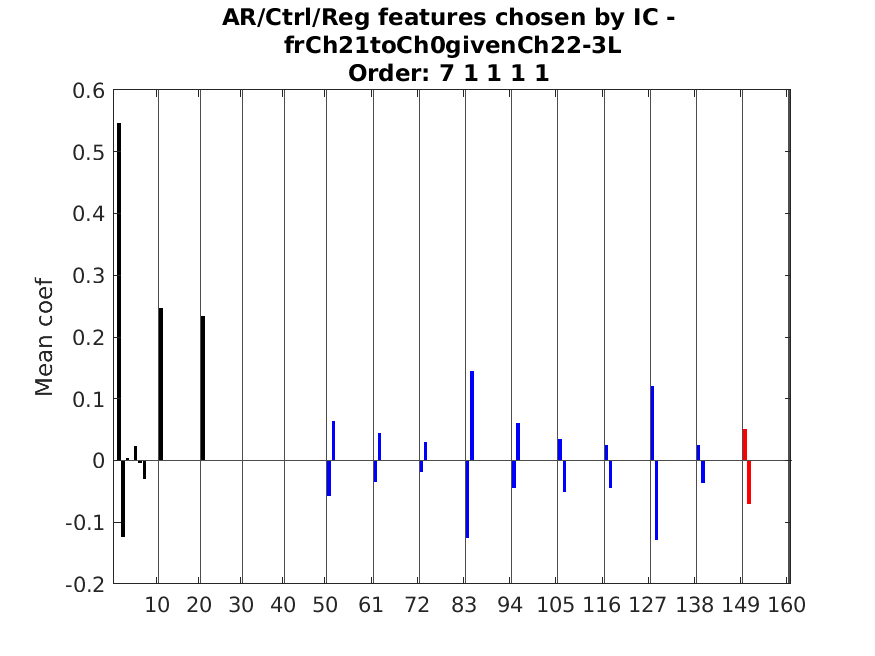 AR/Ctrl/Reg features chosen by IC -
frCh21toCh0givenCh22-3L
Order: 7 1 1 1 1
0.6
0.5
0.4
0.3
0.2
0.1
0
-0.1
-0.2
Mean coef
10 20 30 40 50 61 72 83 94 105 116 127 138 149 160